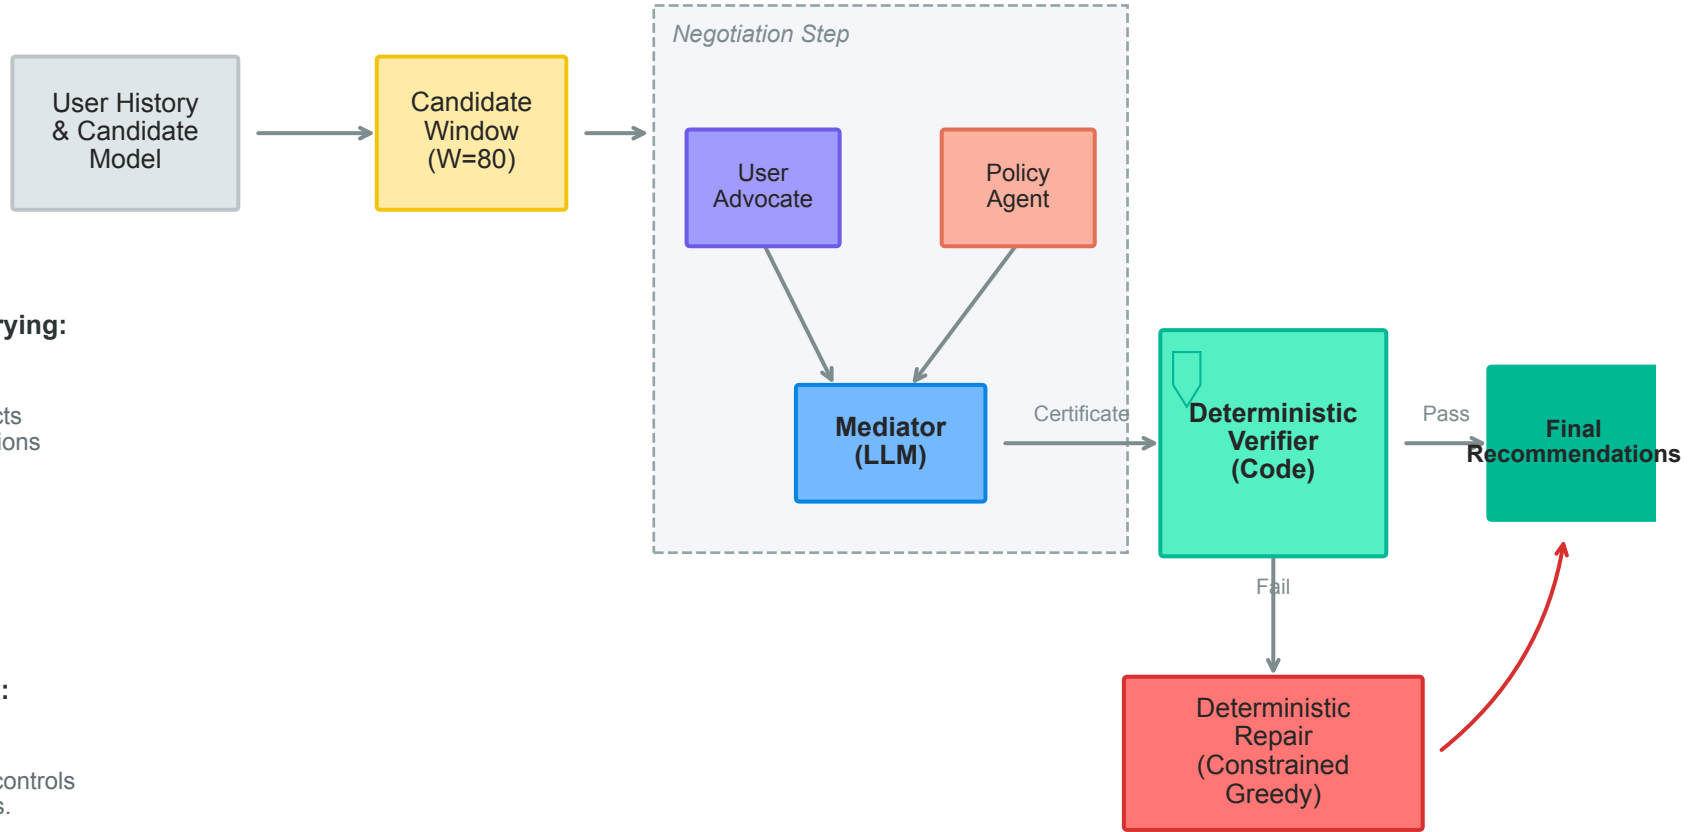 Negotiation Step
User History
& Candidate
Model
Candidate
Window
(W=80)
User
Advocate
Policy
Agent
rying:
cts
ions
Mediator
(LLM)
Certificate
Deterministic
Verifier
(Code)
Pass
Final
Recommendations
Fail
:
controls
s.
Deterministic
Repair
(Constrained
Greedy)